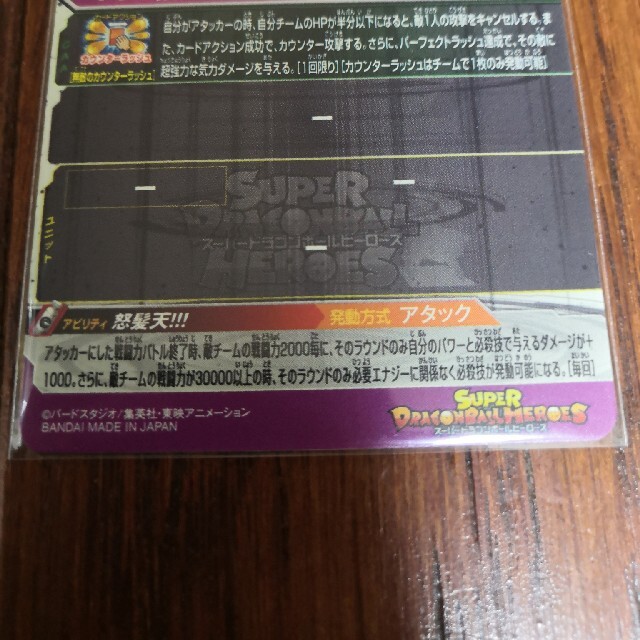 カードアクション
カウンターラッシュ
自分がアタッカーの時、自分チームのHPが半分以下になると、敵1人の攻撃をキャンセルする。ま
た、カードアクション成功で、カウンター攻撃する。さらに、パーフェクトラッシュ達成で、その敵に
超強力な気力ダメージを与える。[1回限り][カウンターラッシュはチームで1枚のみ発動可能]
ユニット
SUPER
DRAGONBALL
スーパードラゴンボールヒーローズ
HEROES
アビリティ 怒髪天!!! 発動方式 アタック
アタッカーにした戦闘力バトル終了時、敵チームの戦闘力2000毎に、そのラウンドのみ自分のパワーと必殺技で与えるダメージが+
1000。さらに、敵チームの戦闘力が30000以上の時、そのラウンドのみ必要エナジーに関係なく必殺技が発動可能になる。[毎回]
©バードスタジオ/集英社・東映アニメーション
BANDAI MADE IN JAPAN
SUPER
DRAGONBALL HEROES
スーパードラゴンボールヒーローズ